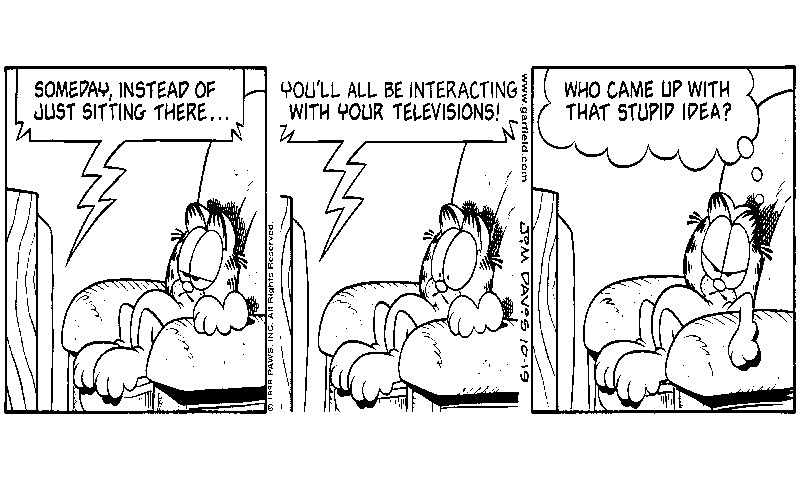 SOMEDAY, INSTEAD OF
JUST SITTING THERE...
© 1998 PAWS, INC. All Rights Reserved.
YOU'LL ALL BE INTERACTING
WITH YOUR TELEVISIONS!
www.garfield.com
JIM DAVIS 10-19
WHO CAME UP WITH
THAT STUPID IDEA?